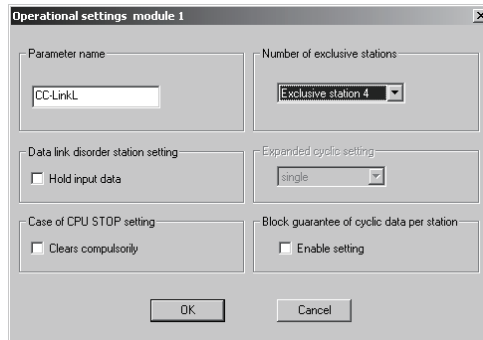 Operational settings module 1
Parameter name
CC-LinkL
Number of exclusive stations
Exclusive station 4
Data link disorder station setting
Hold input data
Expanded cyclic setting
single
Case of CPU STOP setting
Clears compulsorily
Block guarantee of cyclic data per station
Enable setting
OK
Cancel